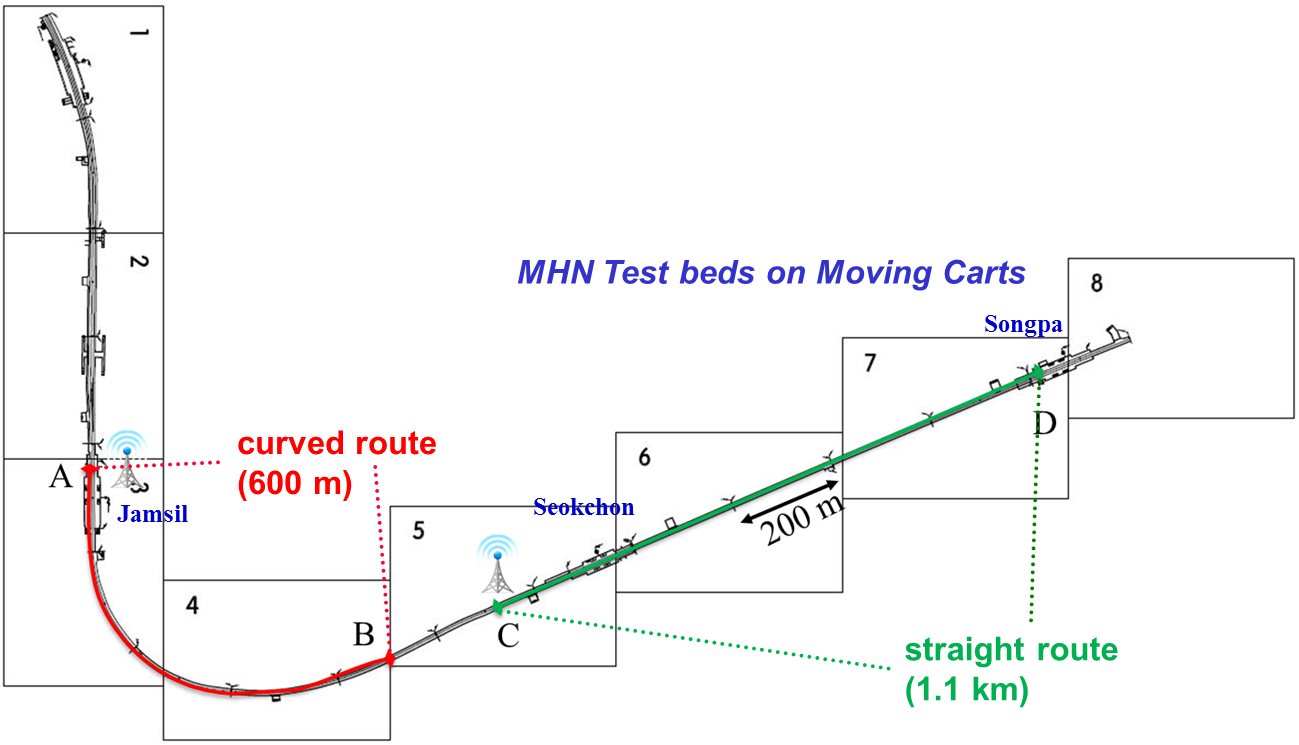 1
2
MHN Test beds on Moving Carts
8
Songpa
7
D
curved route
(600 m)
A
3
Jamsil
6
200 m
Seokchon
5
4
B
C
straight route
(1.1 km)